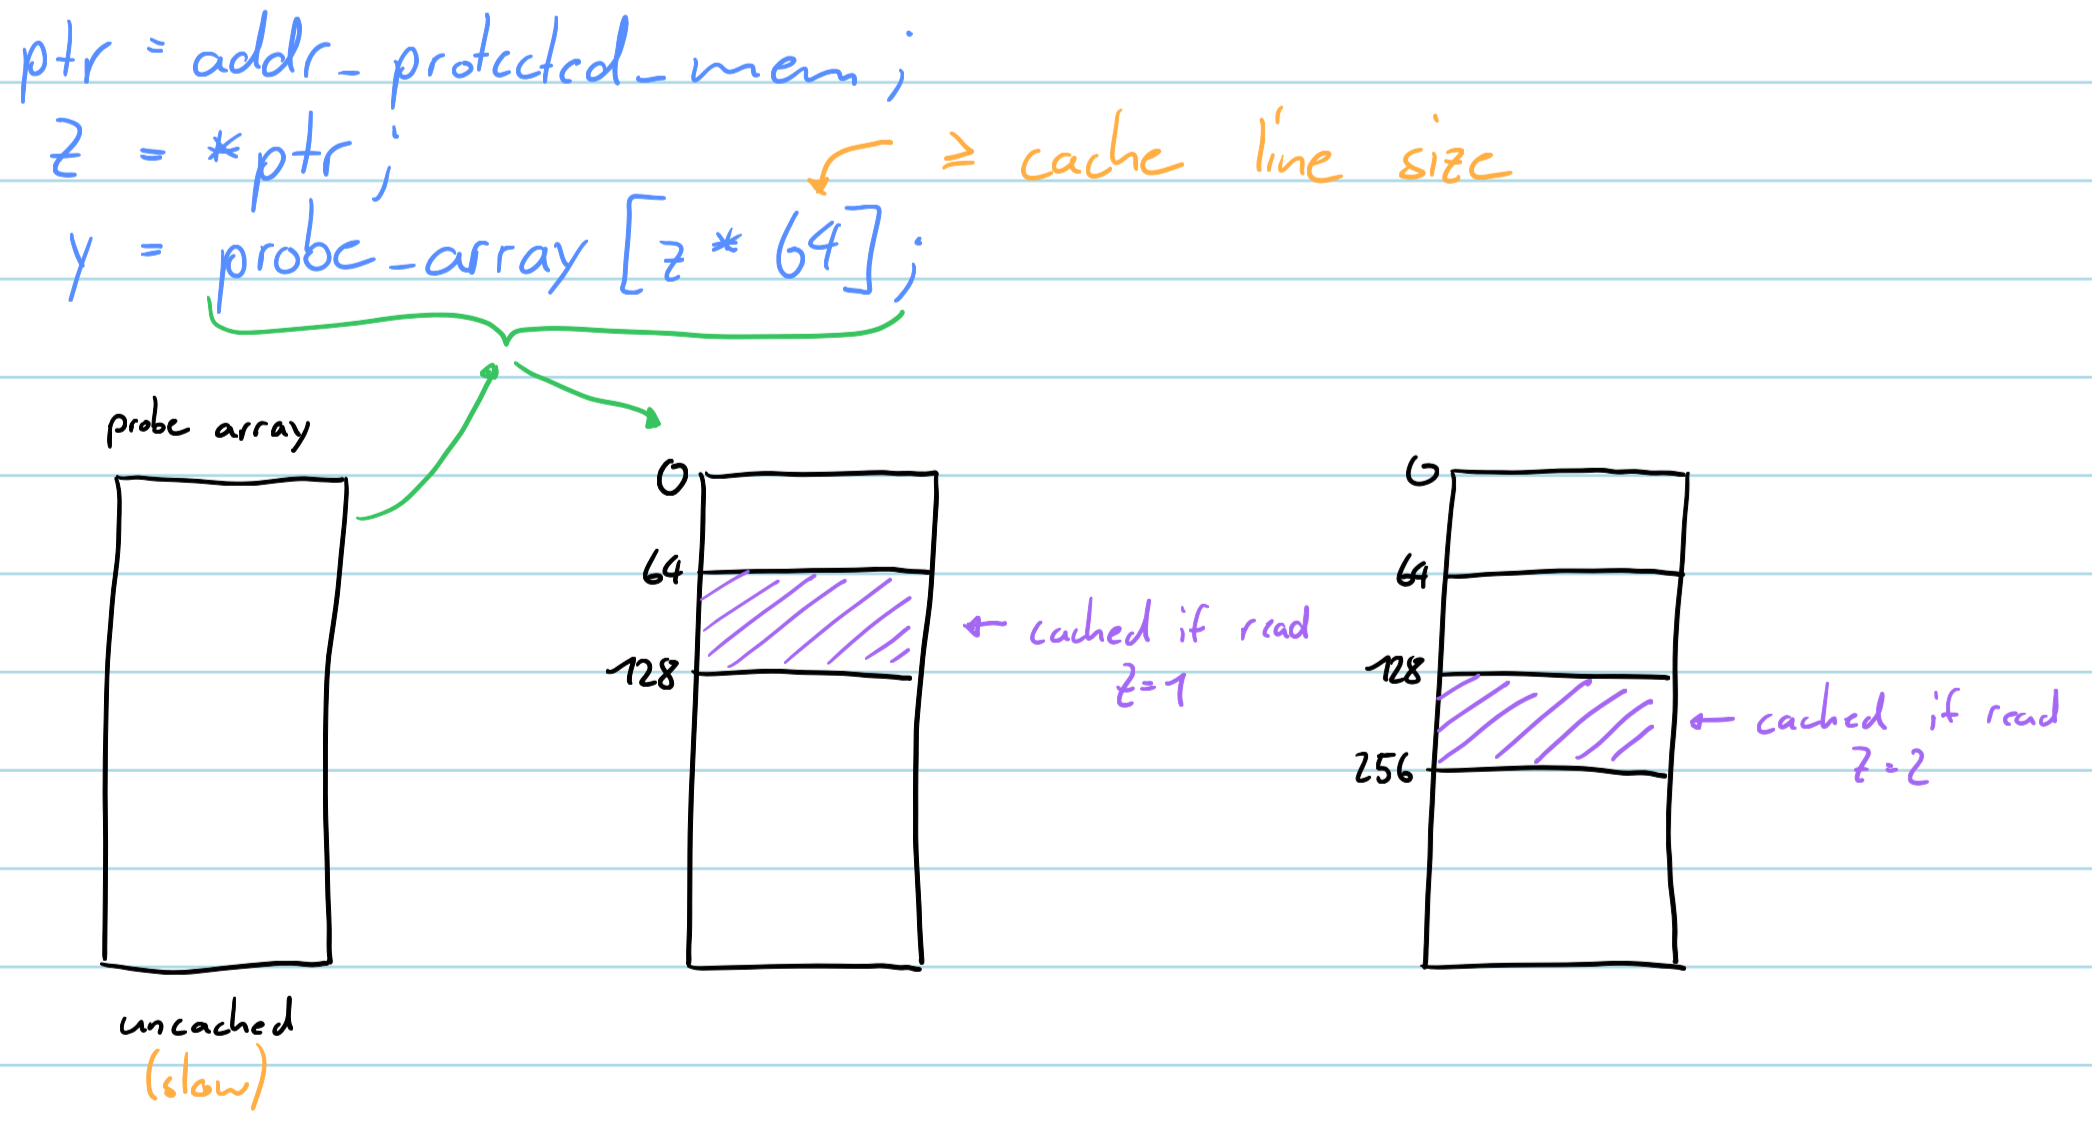 ptr = addr_protected_mem;
z = *ptr;
≥ cache line size
y = probe_array[z * 64];
probe array
uncached
(slow)
0
64
128
cached if read
z=1
0
64
128
256
cached if read
z=2